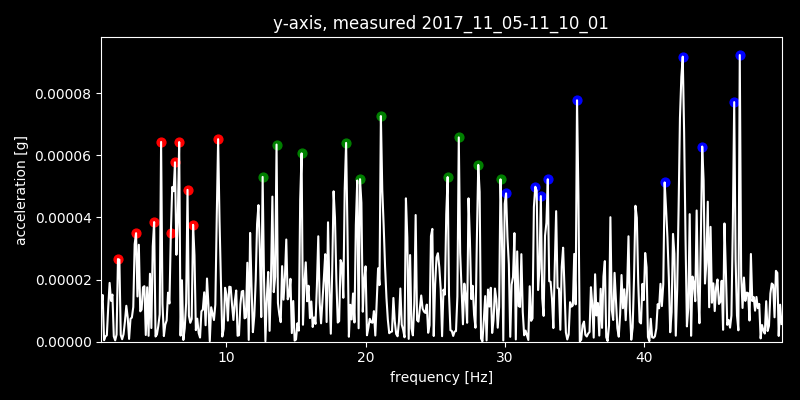 y-axis, measured 2017_11_05-11_10_01
acceleration [g]
0.00008
0.00006
0.00004
0.00002
0.00000
10 20 30 40
frequency [Hz]